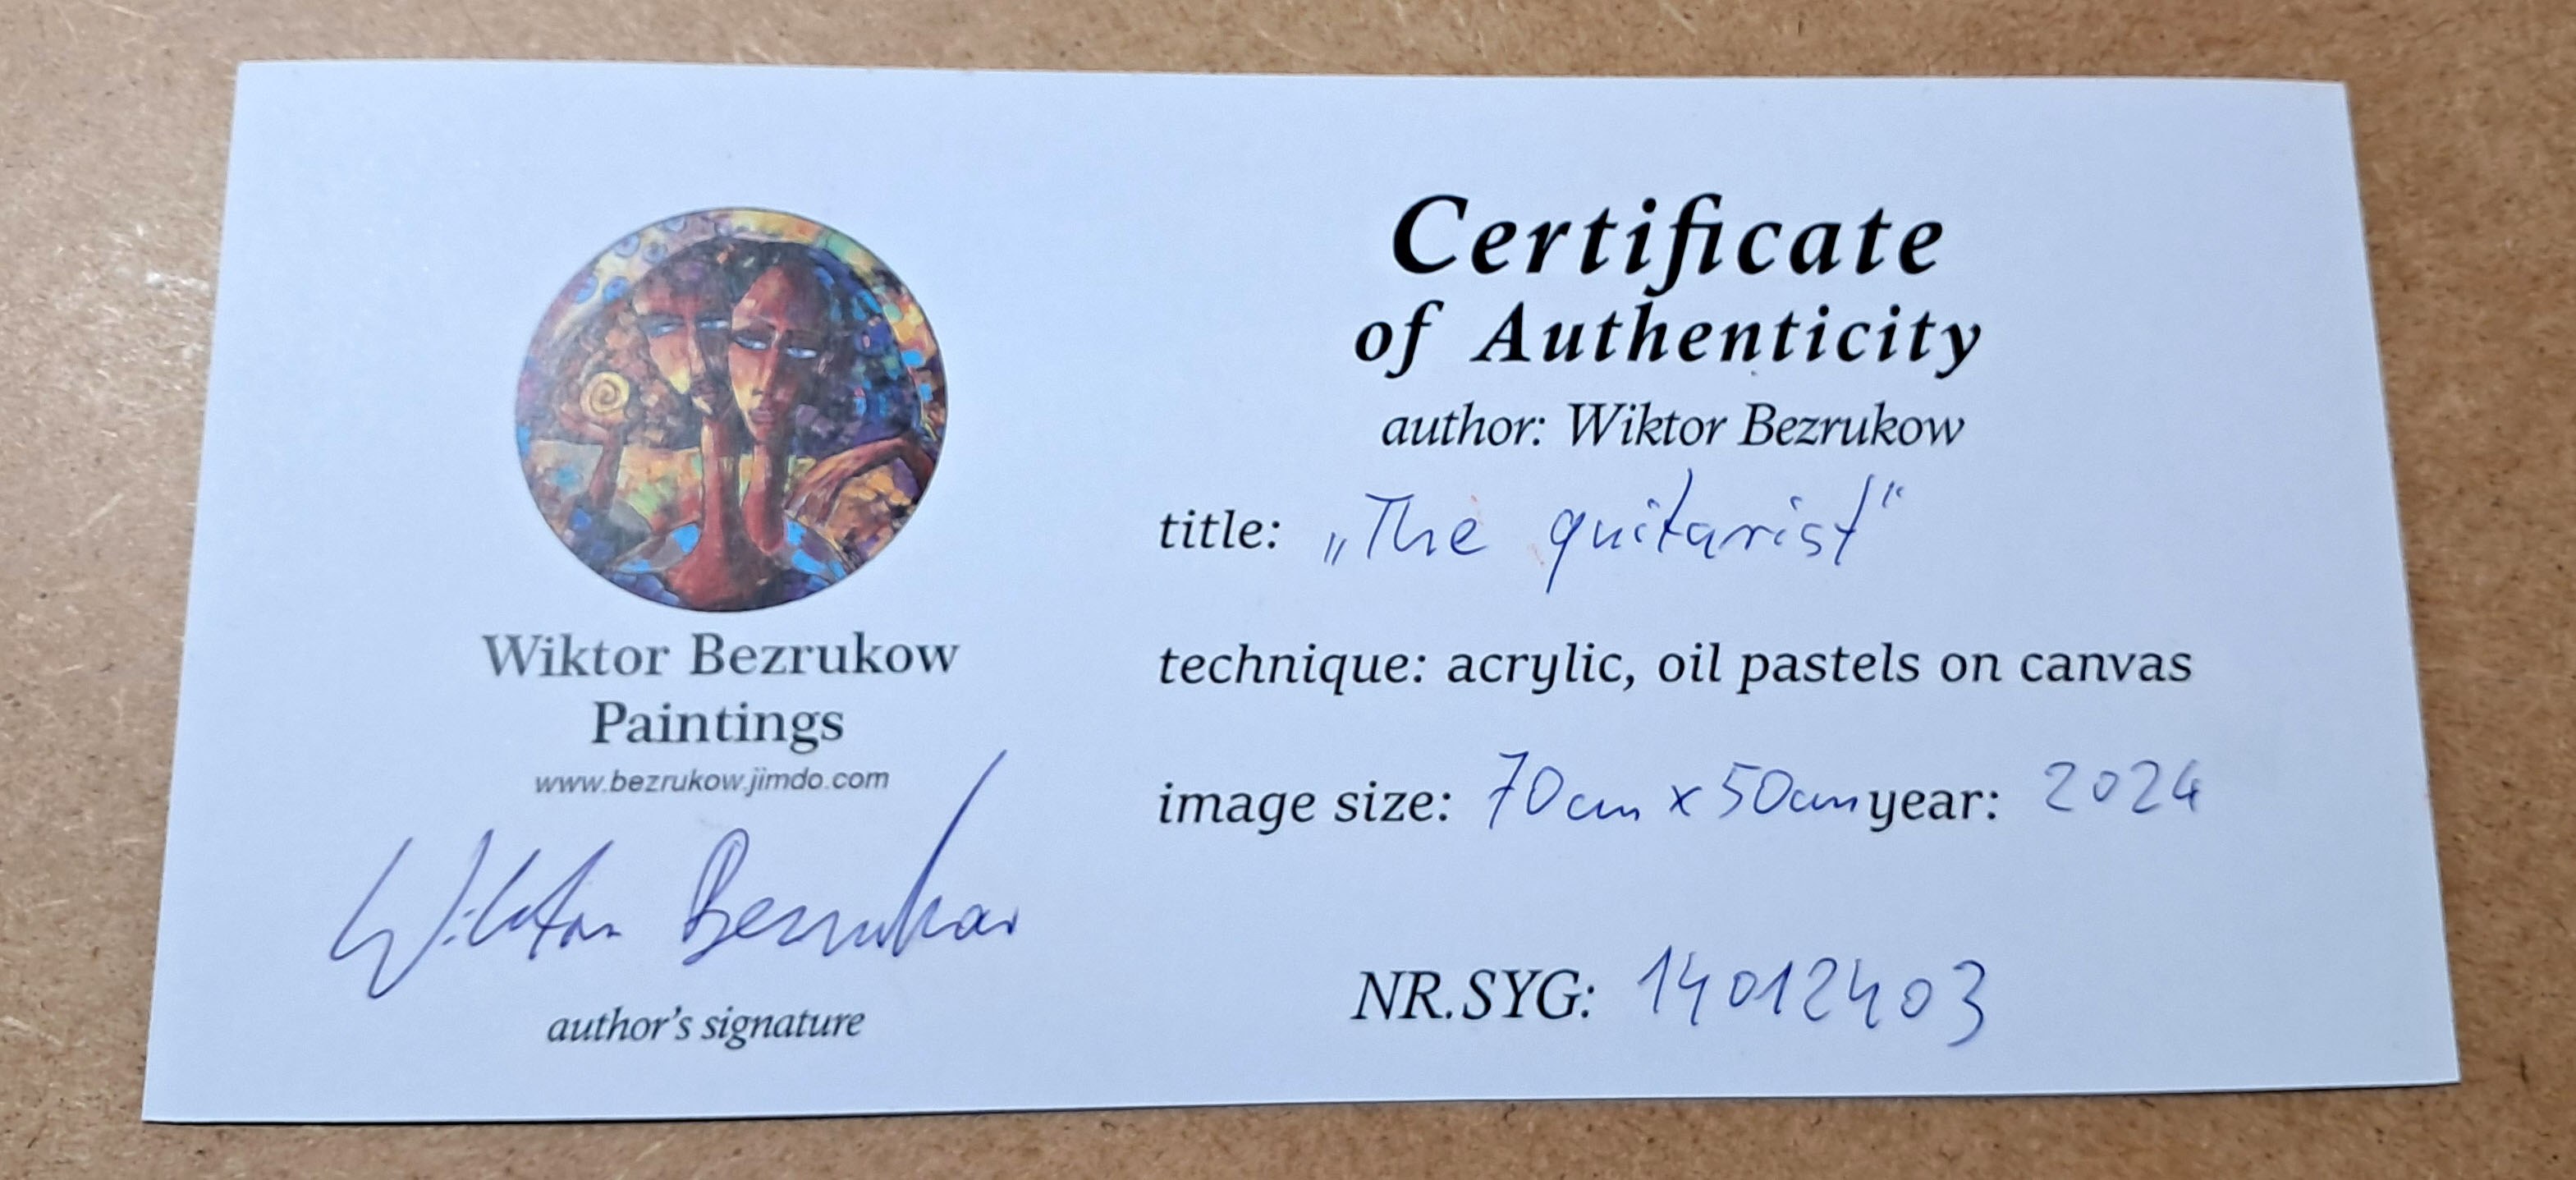 Certificate
of Authenticity
author: Wiktor Bezrukow
title: „The guitarist“
technique: acrylic, oil pastels on canvas
image size: 70cm x 50cm year: 2024
NR.SYG: 14012403
Wiktor Bezrukow
Paintings
www.bezrukow.jimdo.com
Wiktor Bezrukow
author's signature